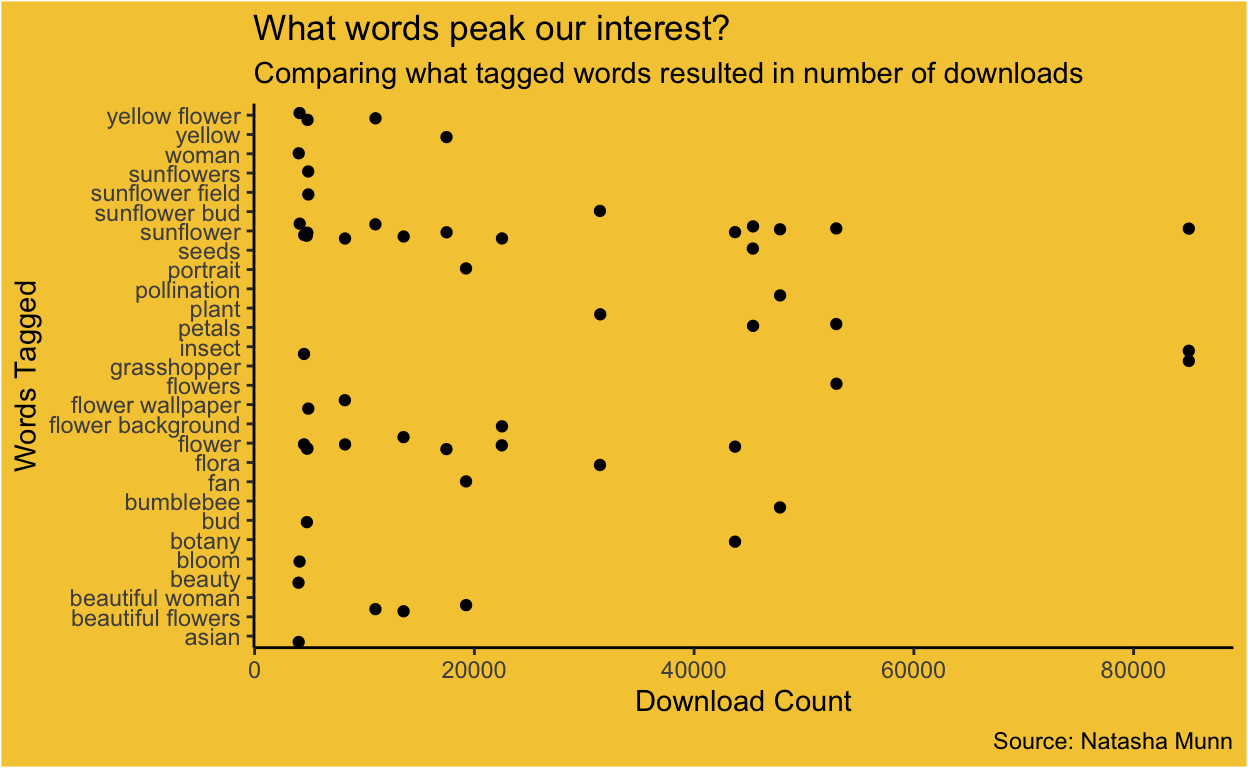 What words peak our interest?
Comparing what tagged words resulted in number of downloads
Words Tagged
yellow flower
yellow
woman
sunflowers
sunflower field
sunflower bud
sunflower
seeds
portrait
pollination
plant
petals
insect
grasshopper
flowers
flower wallpaper
flower background
flower
flora
fan
bumblebee
bud
botany
bloom
beauty
beautiful woman
beautiful flowers
asian
0 20000 40000 60000 80000
Download Count
Source: Natasha Munn